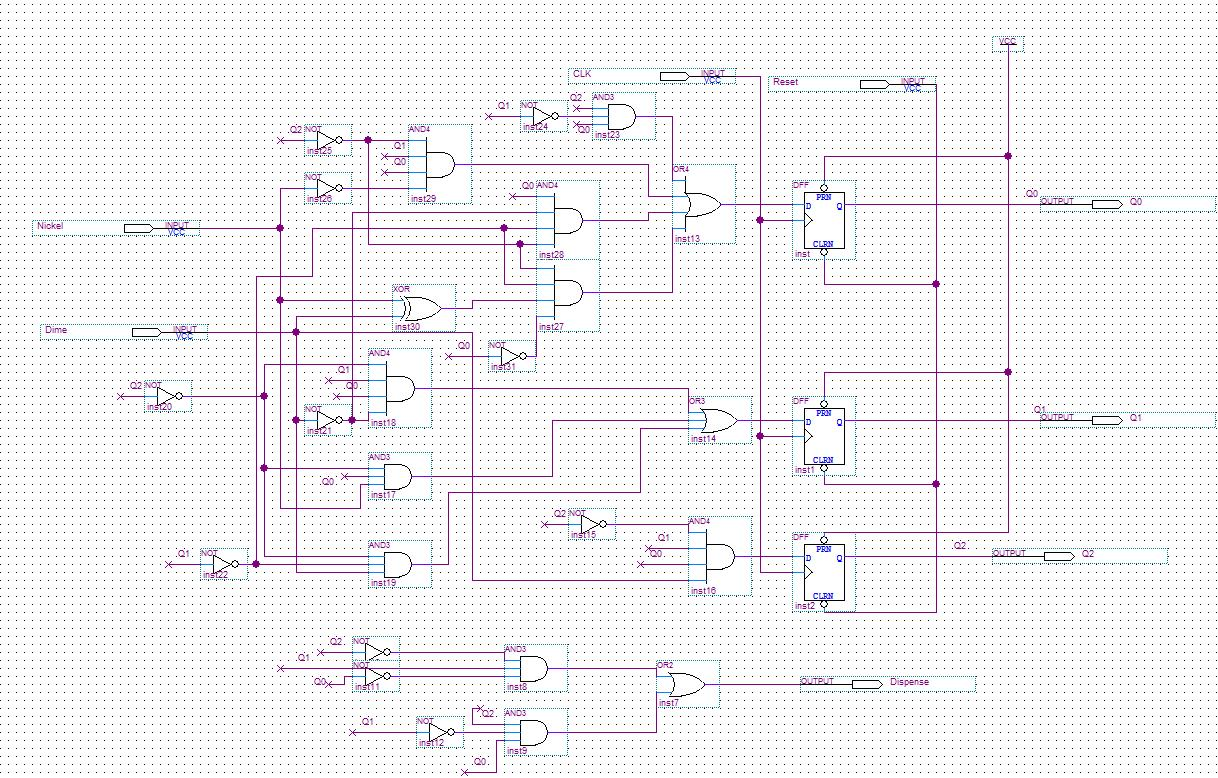 VCC
CLK INPUT VCC
Reset INPUT VCC
Q1 NOT inst24
Q2 Q0 AND3 inst23
Q2 NOT inst25
Q1 Q0 AND4 inst29
NOT inst26
Q0 AND4 inst28
OR4 inst13
DFF PRN D Q CLRN inst
Q0 OUTPUT Q0
Nickel INPUT VCC
inst27
XOR inst30
Dime INPUT VCC
Q0 NOT inst31
Q2 NOT inst20
Q1 Q0 AND4 inst18
NOT inst21
OR3 inst14
DFF PRN D Q CLRN inst1
Q1 OUTPUT Q1
Q0 AND3 inst17
Q2 NOT inst15
Q1 Q0 AND4 inst16
DFF PRN D Q CLRN inst2
Q2 OUTPUT Q2
Q1 NOT inst22
AND3 inst19
Q2 NOT
Q1
Q0 NOT inst11
AND3 inst8
OR2 inst7
OUTPUT Dispense
Q1 NOT inst12
Q2 AND3 inst9
Q0